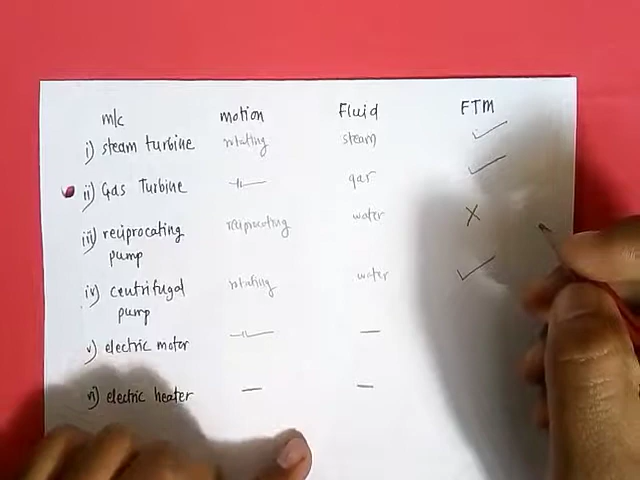 m/c motion Fluid FTM
i) steam turbine rotating steam ✓
ii) Gas Turbine –〃– gas ✓
iii) reciprocating pump reciprocating water ×
iv) centrifugal pump rotating water ✓
v) electric motor –〃– —
vi) electric heater — —